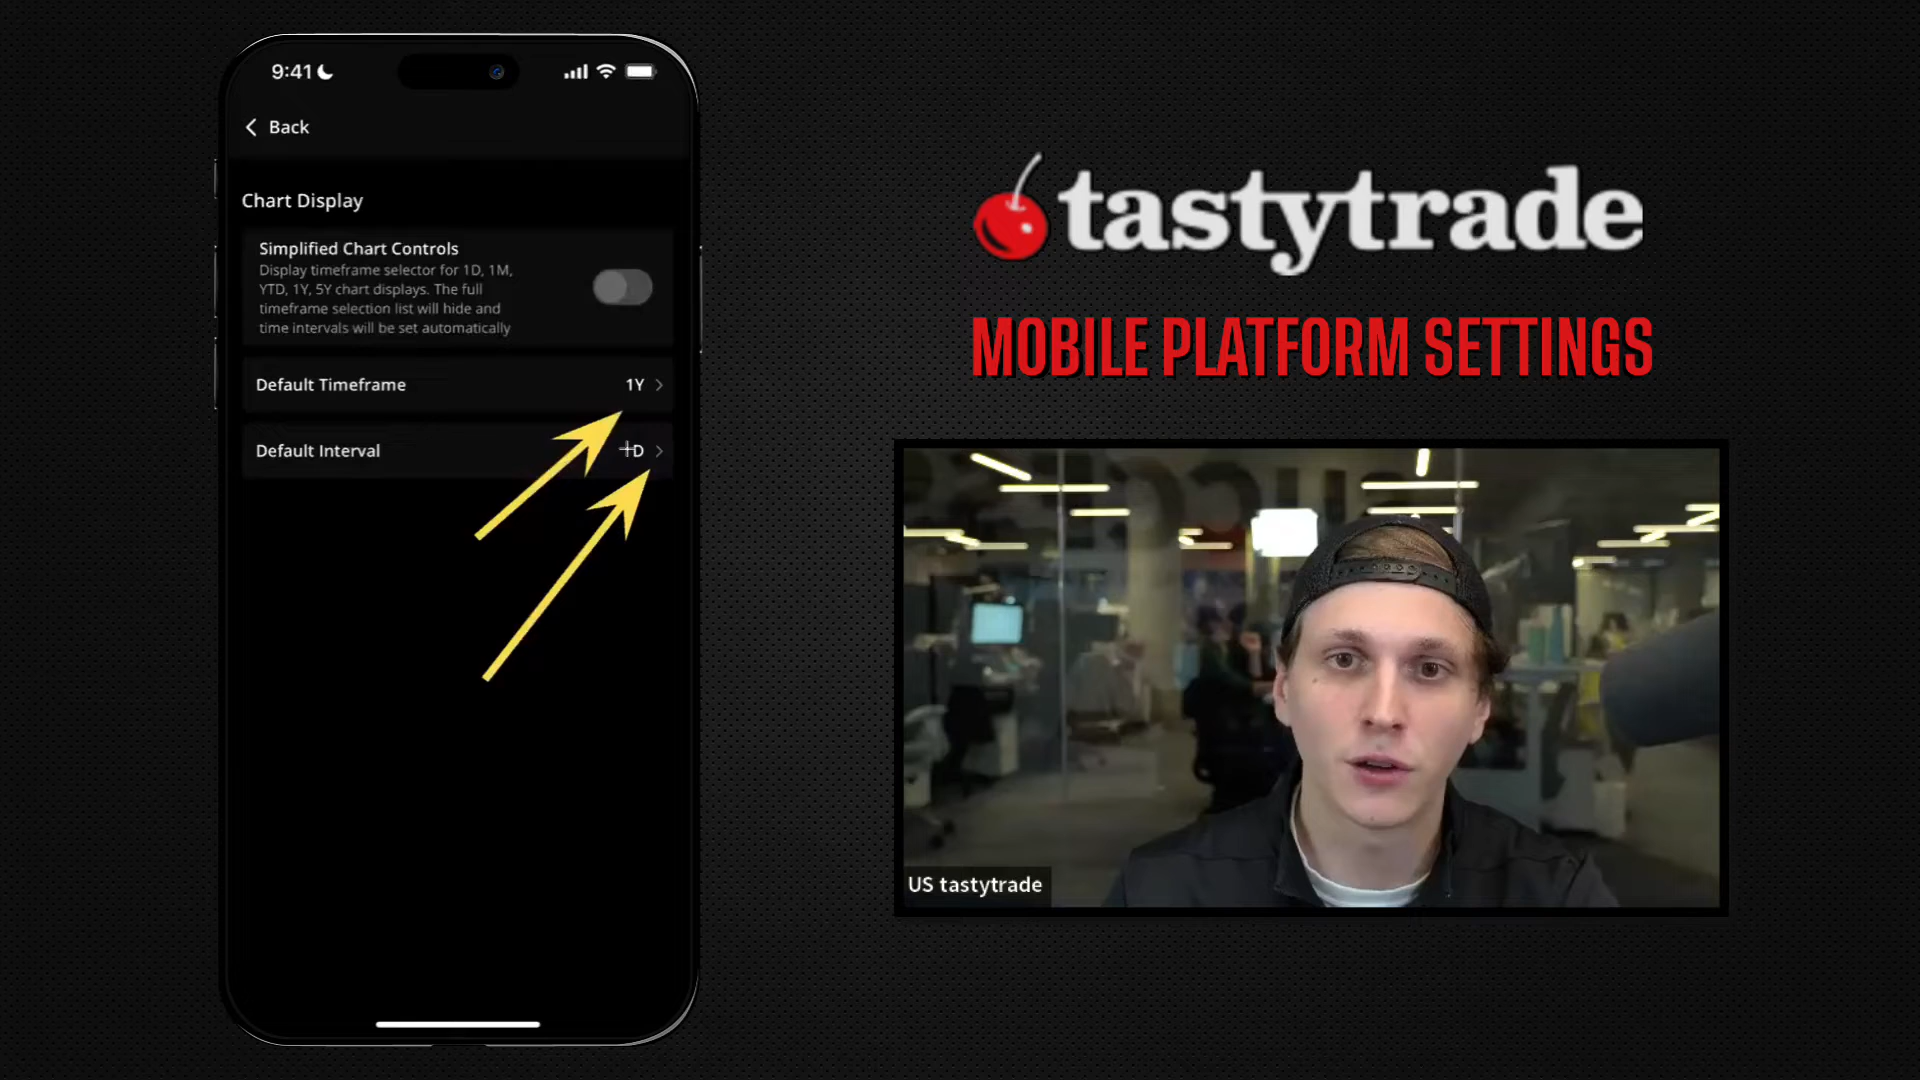 9:41
Back
Chart Display
Simplified Chart Controls
Display timeframe selector for 1D, 1M,
YTD, 1Y, 5Y chart displays. The full
timeframe selection list will hide and
time intervals will be set automatically
Default Timeframe
1Y
Default Interval
D
tastytrade
MOBILE PLATFORM SETTINGS
US tastytrade